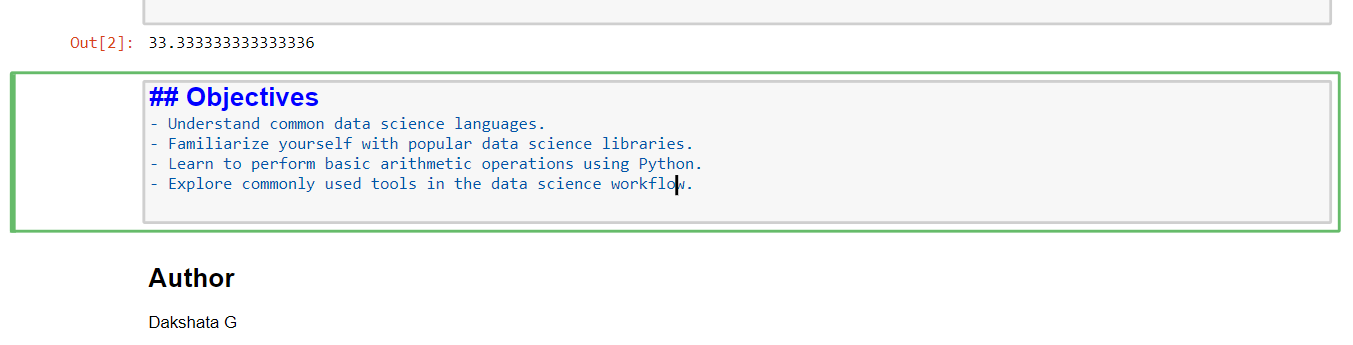 Out[2]: 33.333333333333336
## Objectives
- Understand common data science languages.
- Familiarize yourself with popular data science libraries.
- Learn to perform basic arithmetic operations using Python.
- Explore commonly used tools in the data science workflow.
Author
Dakshata G